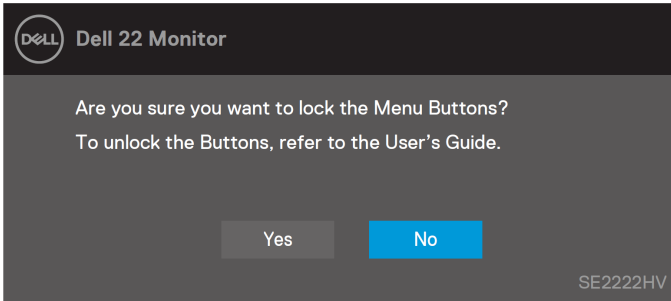 DELL Dell 22 Monitor
Are you sure you want to lock the Menu Buttons?
To unlock the Buttons, refer to the User's Guide.
Yes No
SE2222HV